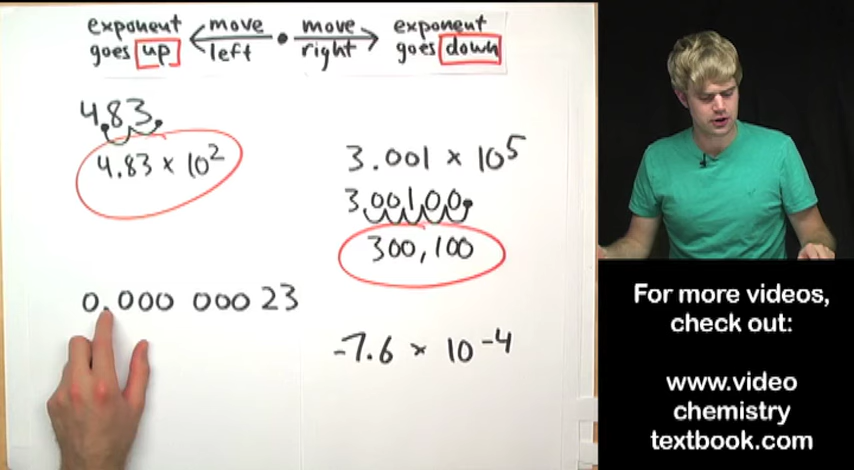 exponent goes up move left • move right exponent goes down
4.83.
4.83 × 10²
3.001 × 10⁵
3.00100.
300,100
0.000 000 23
-7.6 × 10⁻⁴
For more videos,
check out:
www.video
chemistry
textbook.com